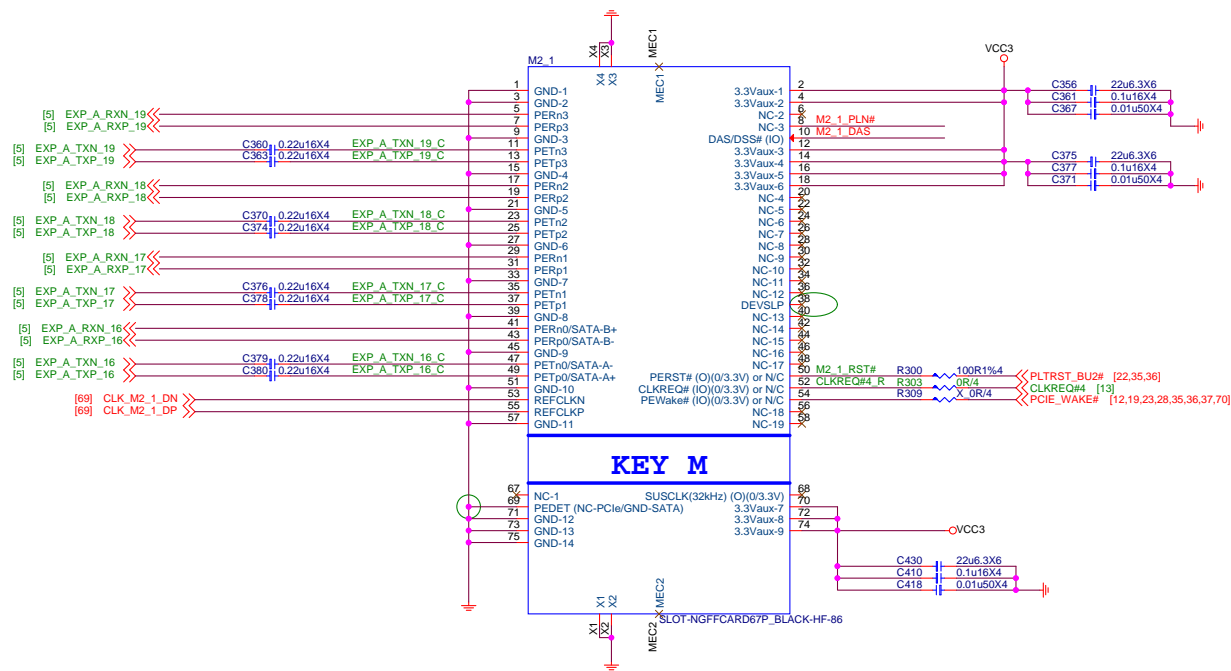 MEC1
X4
X3
VCC3
M2_1
X4
X3
MEC1
1 GND-1 3.3Vaux-1 2 C356 22u6.3X6
3 GND-2 3.3Vaux-2 4 C361 0.1u16X4
[5] EXP_A_RXN_19 5 PERn3 NC-2 6 C367 0.01u50X4
[5] EXP_A_RXP_19 7 PERp3 NC-3 8 M2_1_PLN#
9 GND-3 DAS/DSS# (IO) 10 M2_1_DAS
[5] EXP_A_TXN_19 C360 0.22u16X4 EXP_A_TXN_19_C 11 PETn3 3.3Vaux-3 12
[5] EXP_A_TXP_19 C363 0.22u16X4 EXP_A_TXP_19_C 13 PETp3 3.3Vaux-4 14 C375 22u6.3X6
15 GND-4 3.3Vaux-5 16 C377 0.1u16X4
[5] EXP_A_RXN_18 17 PERn2 3.3Vaux-6 18 C371 0.01u50X4
[5] EXP_A_RXP_18 19 PERp2 NC-4 20
21 GND-5 NC-5 22
[5] EXP_A_TXN_18 C370 0.22u16X4 EXP_A_TXN_18_C 23 PETn2 NC-6 24
[5] EXP_A_TXP_18 C374 0.22u16X4 EXP_A_TXP_18_C 25 PETp2 NC-7 26
27 GND-6 NC-8 28
[5] EXP_A_RXN_17 29 PERn1 NC-9 30
[5] EXP_A_RXP_17 31 PERp1 NC-10 32
33 GND-7 NC-11 34
[5] EXP_A_TXN_17 C376 0.22u16X4 EXP_A_TXN_17_C 35 PETn1 NC-12 36
[5] EXP_A_TXP_17 C378 0.22u16X4 EXP_A_TXP_17_C 37 PETp1 DEVSLP 38
39 GND-8 NC-13 40
[5] EXP_A_RXN_16 41 PERn0/SATA-B+ NC-14 42
[5] EXP_A_RXP_16 43 PERp0/SATA-B- NC-15 44
45 GND-9 NC-16 46
[5] EXP_A_TXN_16 C379 0.22u16X4 EXP_A_TXN_16_C 47 PETn0/SATA-A- NC-17 48
[5] EXP_A_TXP_16 C380 0.22u16X4 EXP_A_TXP_16_C 49 PETp0/SATA-A+ PERST# (O)(0/3.3V) or N/C 50 M2_1_RST# R300 100R1%4 PLTRST_BU2# [22,35,36]
51 GND-10 CLKREQ# (IO)(0/3.3V) or N/C 52 CLKREQ#4_R R303 0R/4 CLKREQ#4 [13]
[69] CLK_M2_1_DN 53 REFCLKN PEWake# (IO)(0/3.3V) or N/C 54 R309 X_0R/4 PCIE_WAKE# [12,19,23,28,35,36,37,70]
[69] CLK_M2_1_DP 55 REFCLKP NC-18 56
57 GND-11 NC-19 58
KEY M
67 NC-1 SUSCLK(32kHz) (O)(0/3.3V) 68
69 PEDET (NC-PCIe/GND-SATA) 3.3Vaux-7 70
71 GND-12 3.3Vaux-8 72
73 GND-13 3.3Vaux-9 74 VCC3
75 GND-14
C430 22u6.3X6
C410 0.1u16X4
C418 0.01u50X4
X1
X2
MEC2
SLOT-NGFFCARD67P_BLACK-HF-86
X1
X2
MEC2